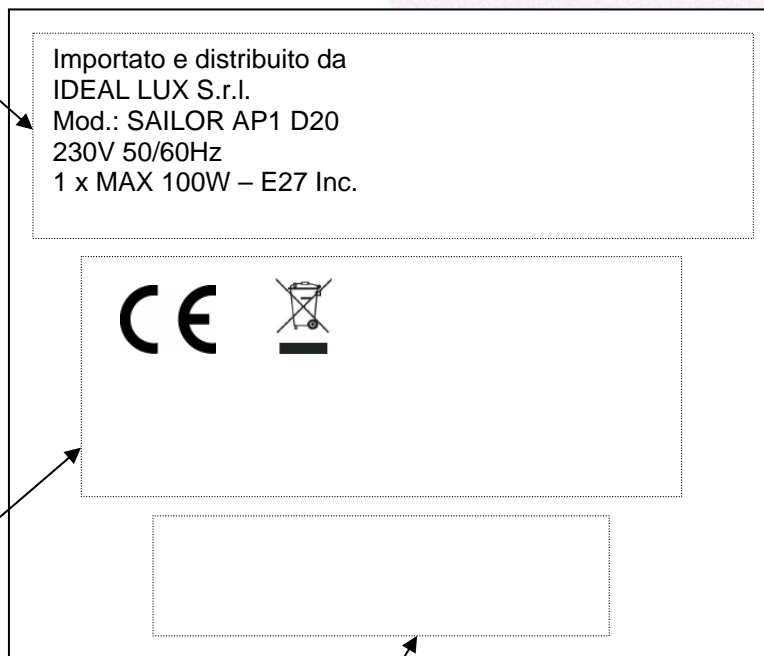 Importato e distribuito da
IDEAL LUX S.r.l.
Mod.: SAILOR AP1 D20
230V 50/60Hz
1 x MAX 100W – E27 Inc.
CE